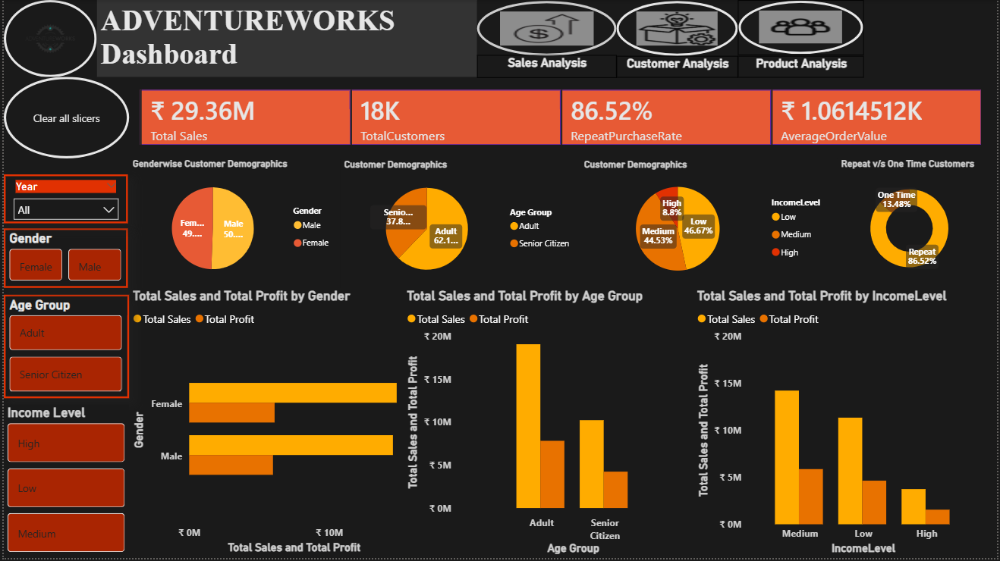 ADVENTUREWORKS
ADVENTUREWORKS
Dashboard
Sales Analysis
Customer Analysis
Product Analysis
Clear all slicers
₹ 29.36M
Total Sales
18K
TotalCustomers
86.52%
RepeatPurchaseRate
₹ 1.0614512K
AverageOrderValue
Year
All
Gender
Female
Male
Age Group
Adult
Senior Citizen
Income Level
High
Low
Medium
Genderwise Customer Demographics
Fem...
49....
Male
50....
Gender
Male
Female
Customer Demographics
Senio...
37.8...
Adult
62.1...
Age Group
Adult
Senior Citizen
Customer Demographics
High
8.8%
Low
46.67%
Medium
44.53%
IncomeLevel
Low
Medium
High
Repeat v/s One Time Customers
One Time
13.48%
Repeat
86.52%
Total Sales and Total Profit by Gender
Total Sales
Total Profit
Gender
Female
Male
₹ 0M
₹ 10M
Total Sales and Total Profit
Total Sales and Total Profit by Age Group
Total Sales
Total Profit
Total Sales and Total Profit
₹ 20M
₹ 15M
₹ 10M
₹ 5M
₹ 0M
Adult
Senior
Citizen
Age Group
Total Sales and Total Profit by IncomeLevel
Total Sales
Total Profit
Total Sales and Total Profit
₹ 20M
₹ 15M
₹ 10M
₹ 5M
₹ 0M
Medium
Low
High
IncomeLevel